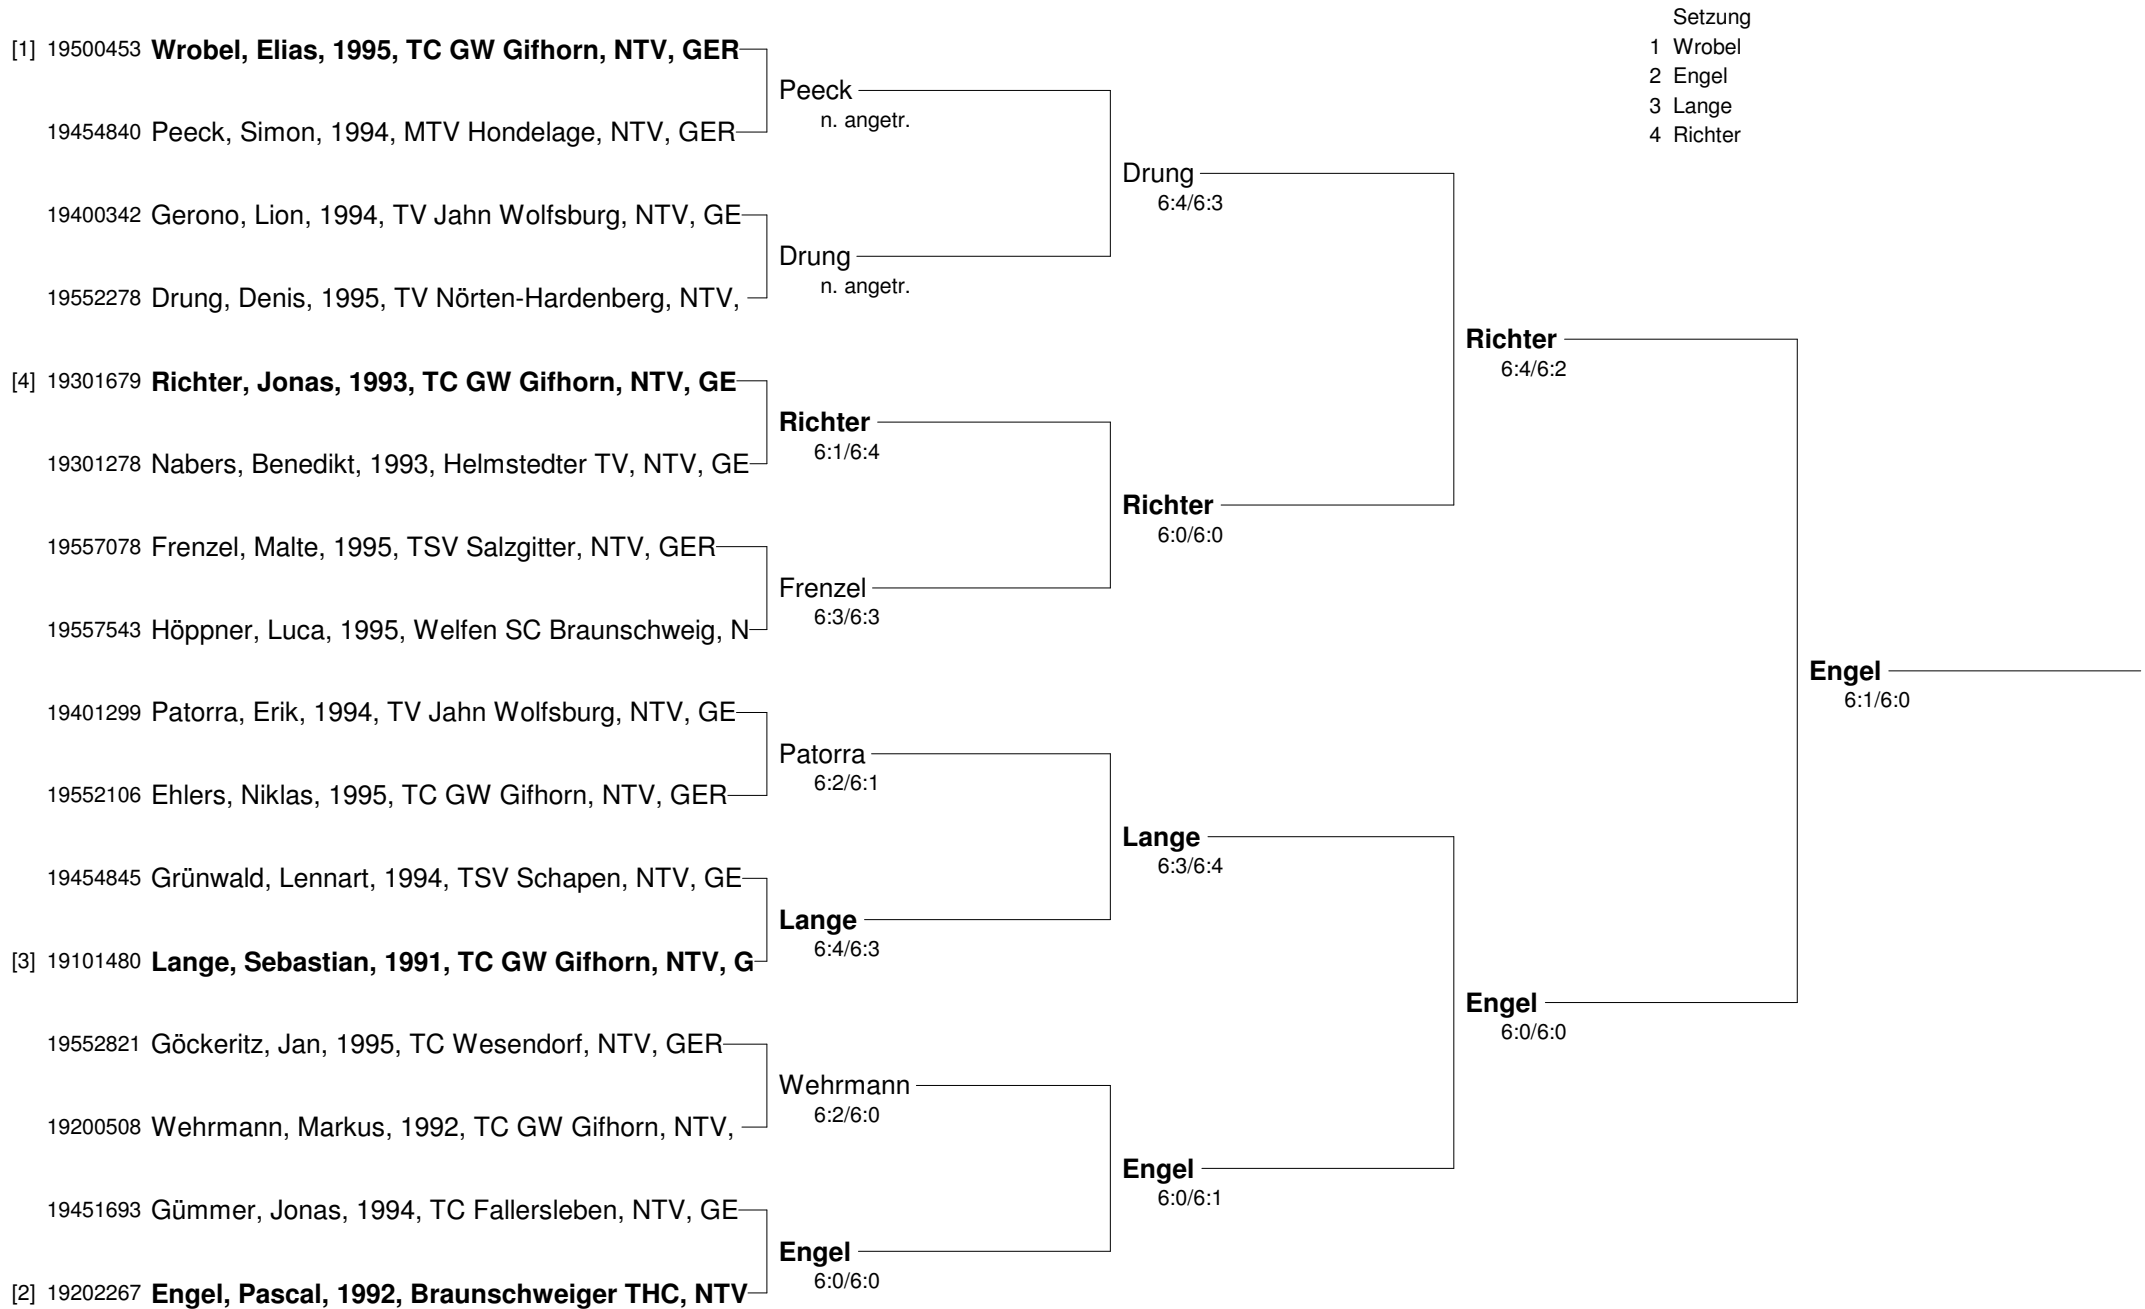 Setzung
1 Wrobel
2 Engel
3 Lange
4 Richter
[1] 19500453 Wrobel, Elias, 1995, TC GW Gifhorn, NTV, GER
Peeck
n. angetr.
19454840 Peeck, Simon, 1994, MTV Hondelage, NTV, GER
Drung
6:4/6:3
19400342 Gerono, Lion, 1994, TV Jahn Wolfsburg, NTV, GE
Drung
n. angetr.
19552278 Drung, Denis, 1995, TV Nörten-Hardenberg, NTV,
Richter
6:4/6:2
[4] 19301679 Richter, Jonas, 1993, TC GW Gifhorn, NTV, GE
Richter
6:1/6:4
19301278 Nabers, Benedikt, 1993, Helmstedter TV, NTV, GE
Richter
6:0/6:0
19557078 Frenzel, Malte, 1995, TSV Salzgitter, NTV, GER
Frenzel
6:3/6:3
19557543 Höppner, Luca, 1995, Welfen SC Braunschweig, N
Engel
6:1/6:0
19401299 Patorra, Erik, 1994, TV Jahn Wolfsburg, NTV, GE
Patorra
6:2/6:1
19552106 Ehlers, Niklas, 1995, TC GW Gifhorn, NTV, GER
Lange
6:3/6:4
19454845 Grünwald, Lennart, 1994, TSV Schapen, NTV, GE
Lange
6:4/6:3
[3] 19101480 Lange, Sebastian, 1991, TC GW Gifhorn, NTV, G
Engel
6:0/6:0
19552821 Göckeritz, Jan, 1995, TC Wesendorf, NTV, GER
Wehrmann
6:2/6:0
19200508 Wehrmann, Markus, 1992, TC GW Gifhorn, NTV,
Engel
6:0/6:1
19451693 Gümmer, Jonas, 1994, TC Fallersleben, NTV, GE
Engel
6:0/6:0
[2] 19202267 Engel, Pascal, 1992, Braunschweiger THC, NTV